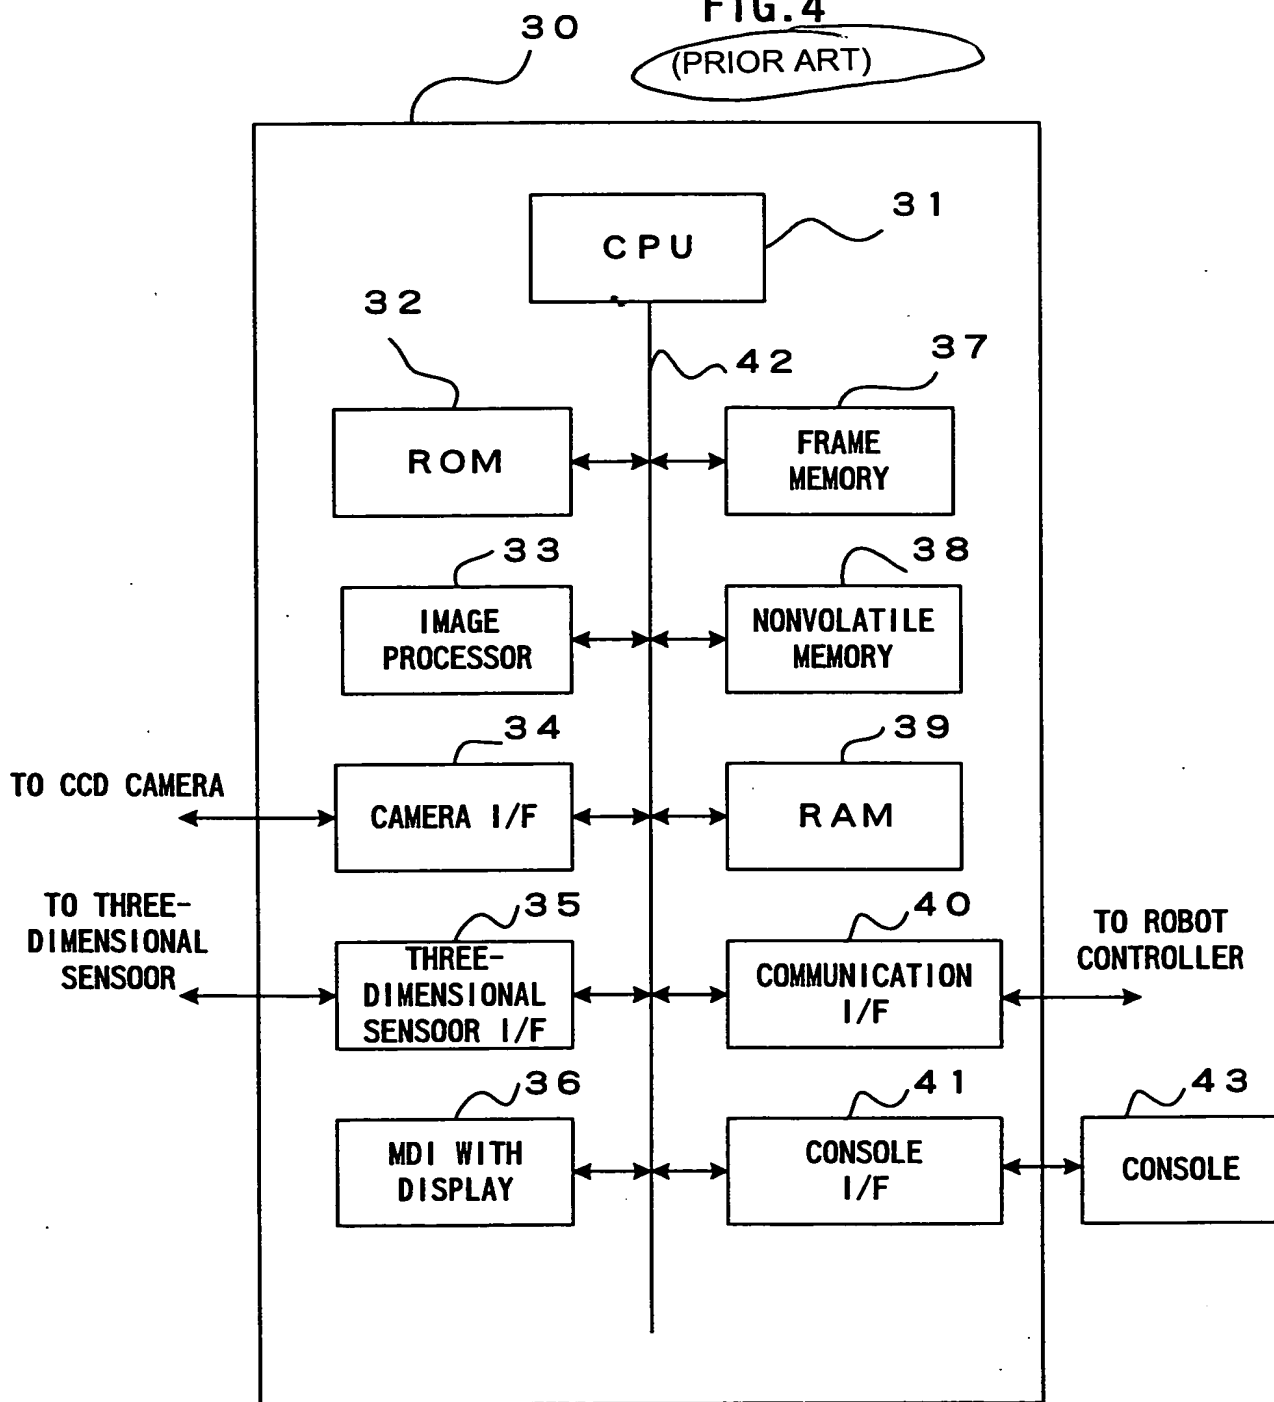 FIG.4
(PRIOR ART)
30
CPU
31
32
42
37
ROM
FRAME
MEMORY
33
38
IMAGE
PROCESSOR
NONVOLATILE
MEMORY
34
39
TO CCD CAMERA
CAMERA I/F
RAM
35
40
TO THREE-
DIMENSIONAL
SENSOOR
THREE-
DIMENSIONAL
SENSOOR I/F
COMMUNICATION
I/F
TO ROBOT
CONTROLLER
36
41
43
MDI WITH
DISPLAY
CONSOLE
I/F
CONSOLE